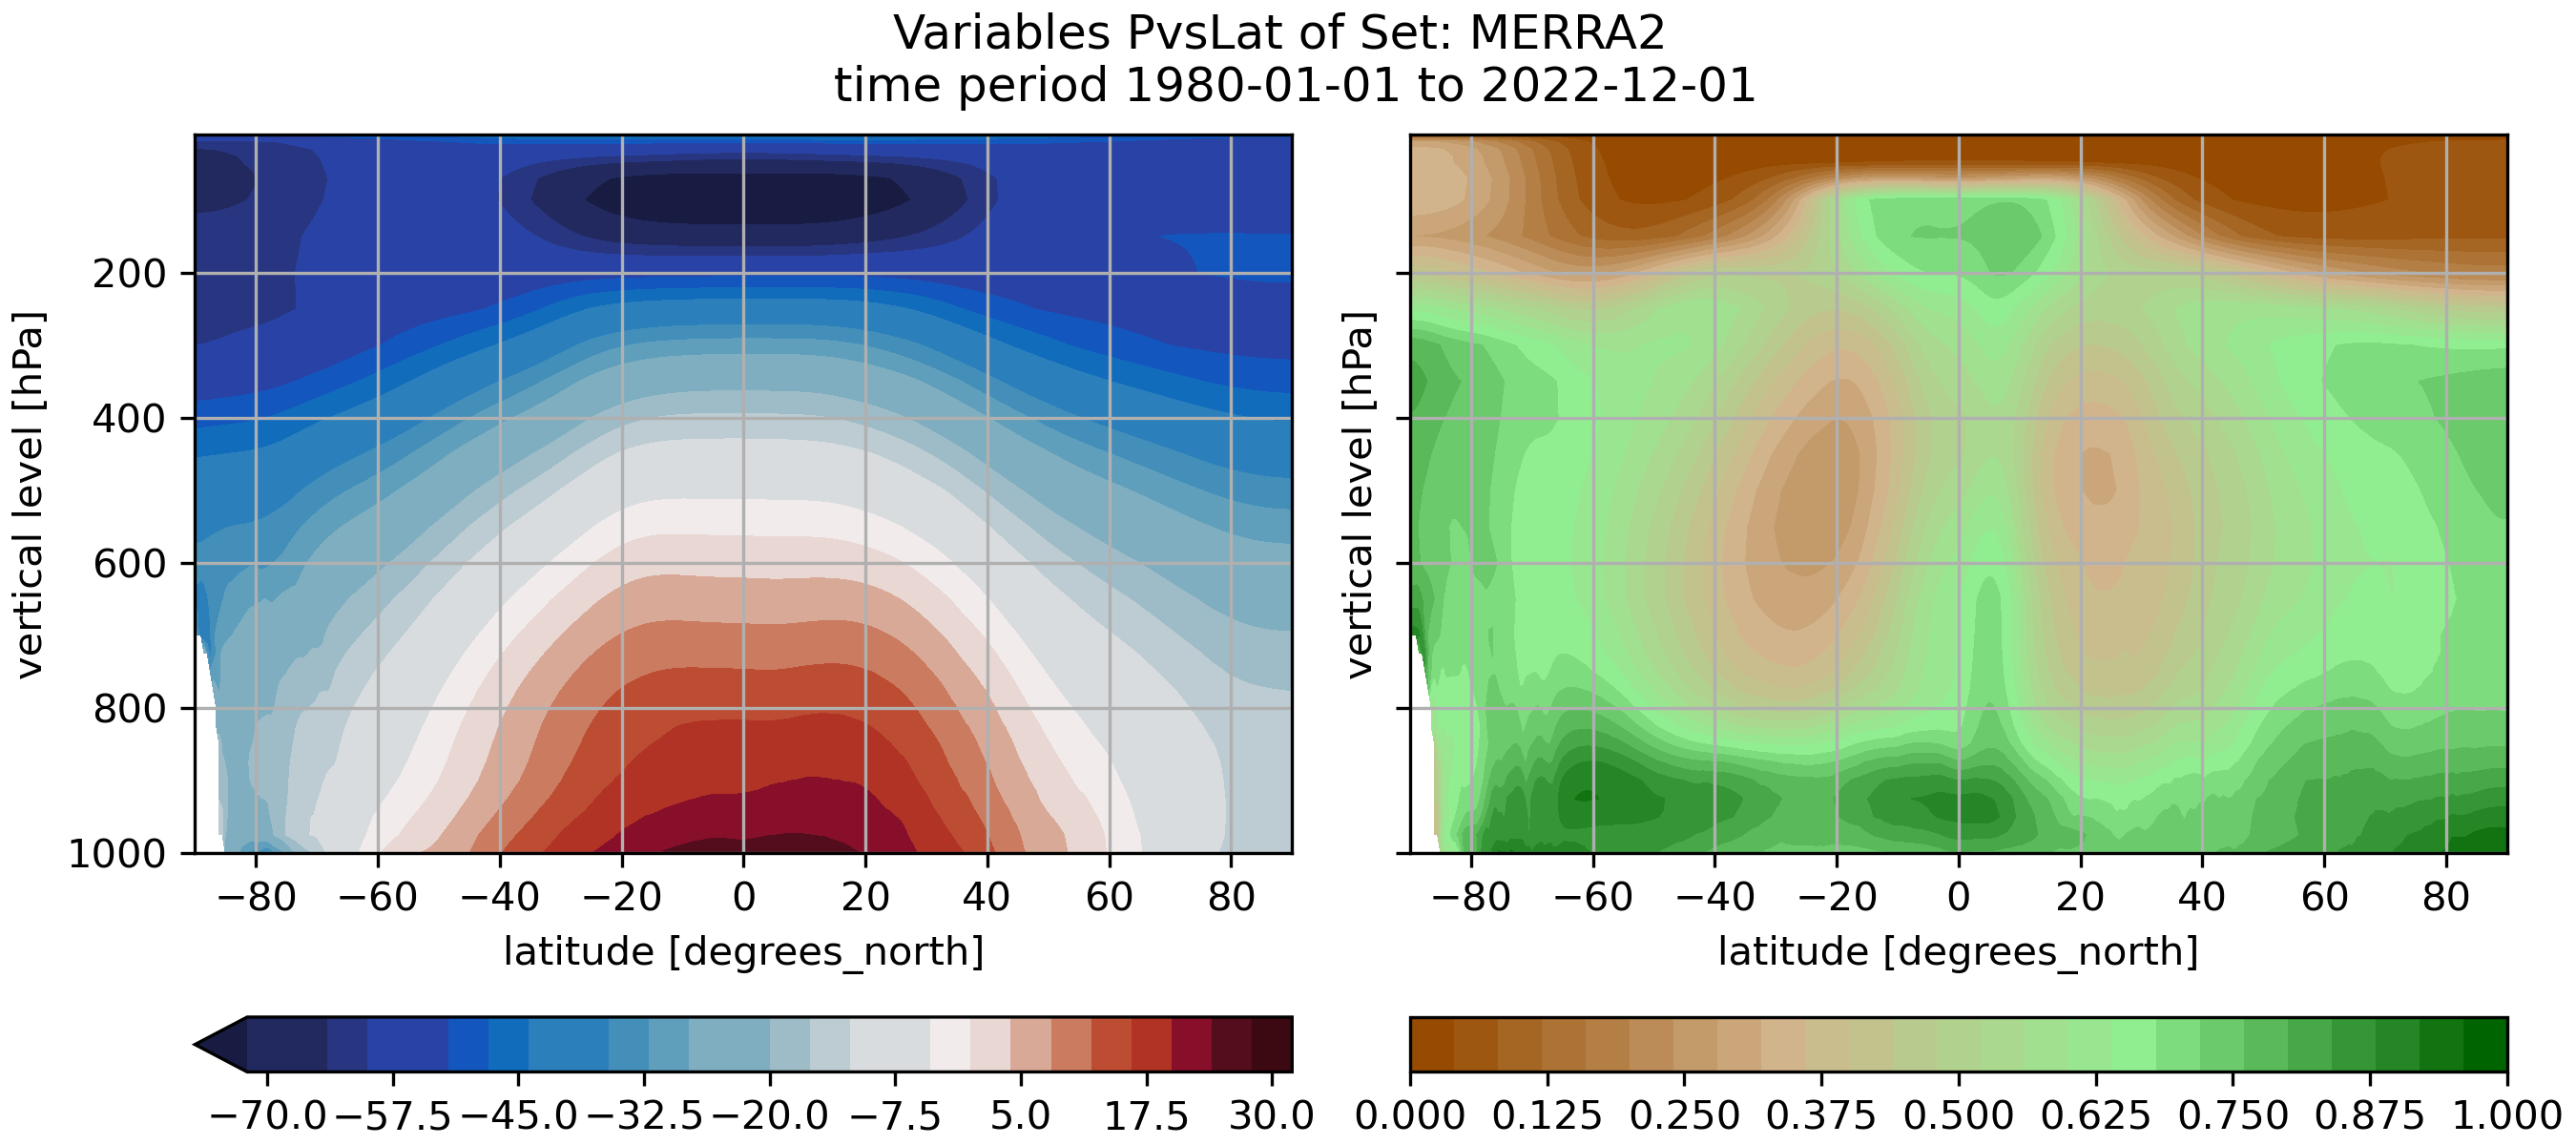 Variables PvsLat of Set: MERRA2
time period 1980-01-01 to 2022-12-01
vertical level [hPa]
200
400
600
800
1000
−80 −60 −40 −20 0 20 40 60 80
latitude [degrees_north]
−70.0 −57.5 −45.0 −32.5 −20.0 −7.5 5.0 17.5 30.0
vertical level [hPa]
−80 −60 −40 −20 0 20 40 60 80
latitude [degrees_north]
0.000 0.125 0.250 0.375 0.500 0.625 0.750 0.875 1.000